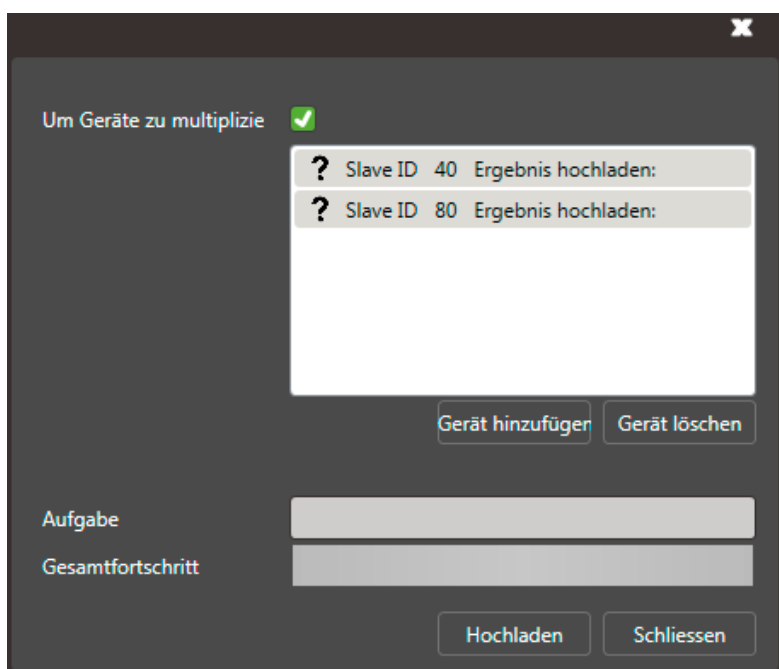 Um Geräte zu multiplizie
? Slave ID 40 Ergebnis hochladen:
? Slave ID 80 Ergebnis hochladen:
Gerät hinzufügen Gerät löschen
Aufgabe
Gesamtfortschritt
Hochladen Schliessen